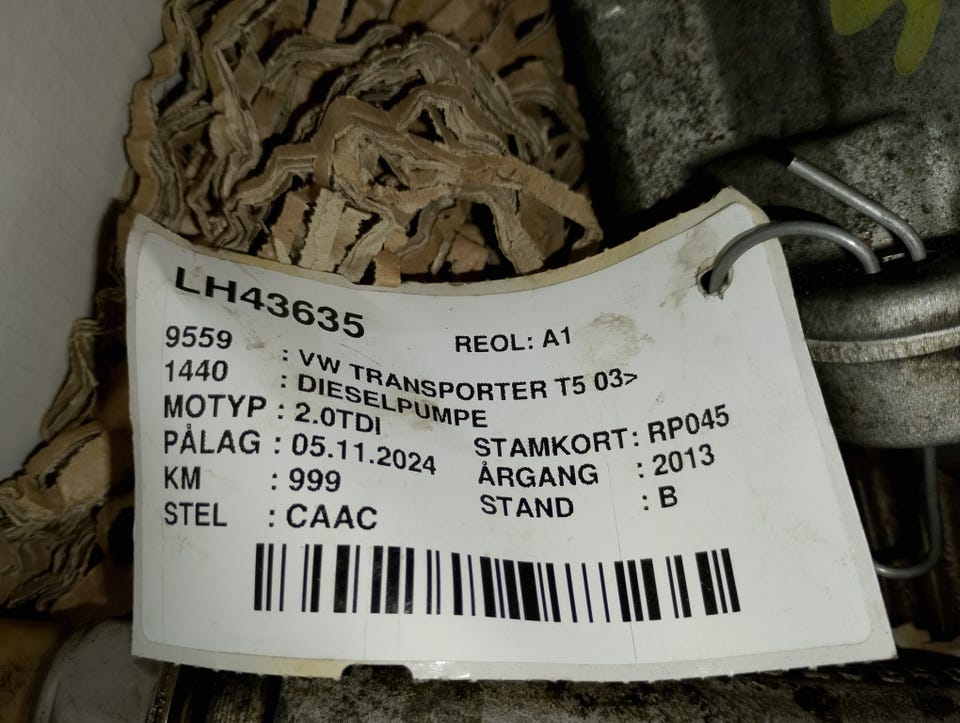 LH43635
REOL: A1
9559 : VW TRANSPORTER T5 03>
1440 : DIESELPUMPE
MOTYP : 2.0TDI STAMKORT: RP045
PÅLAG : 05.11.2024 ÅRGANG : 2013
KM : 999 STAND : B
STEL : CAAC